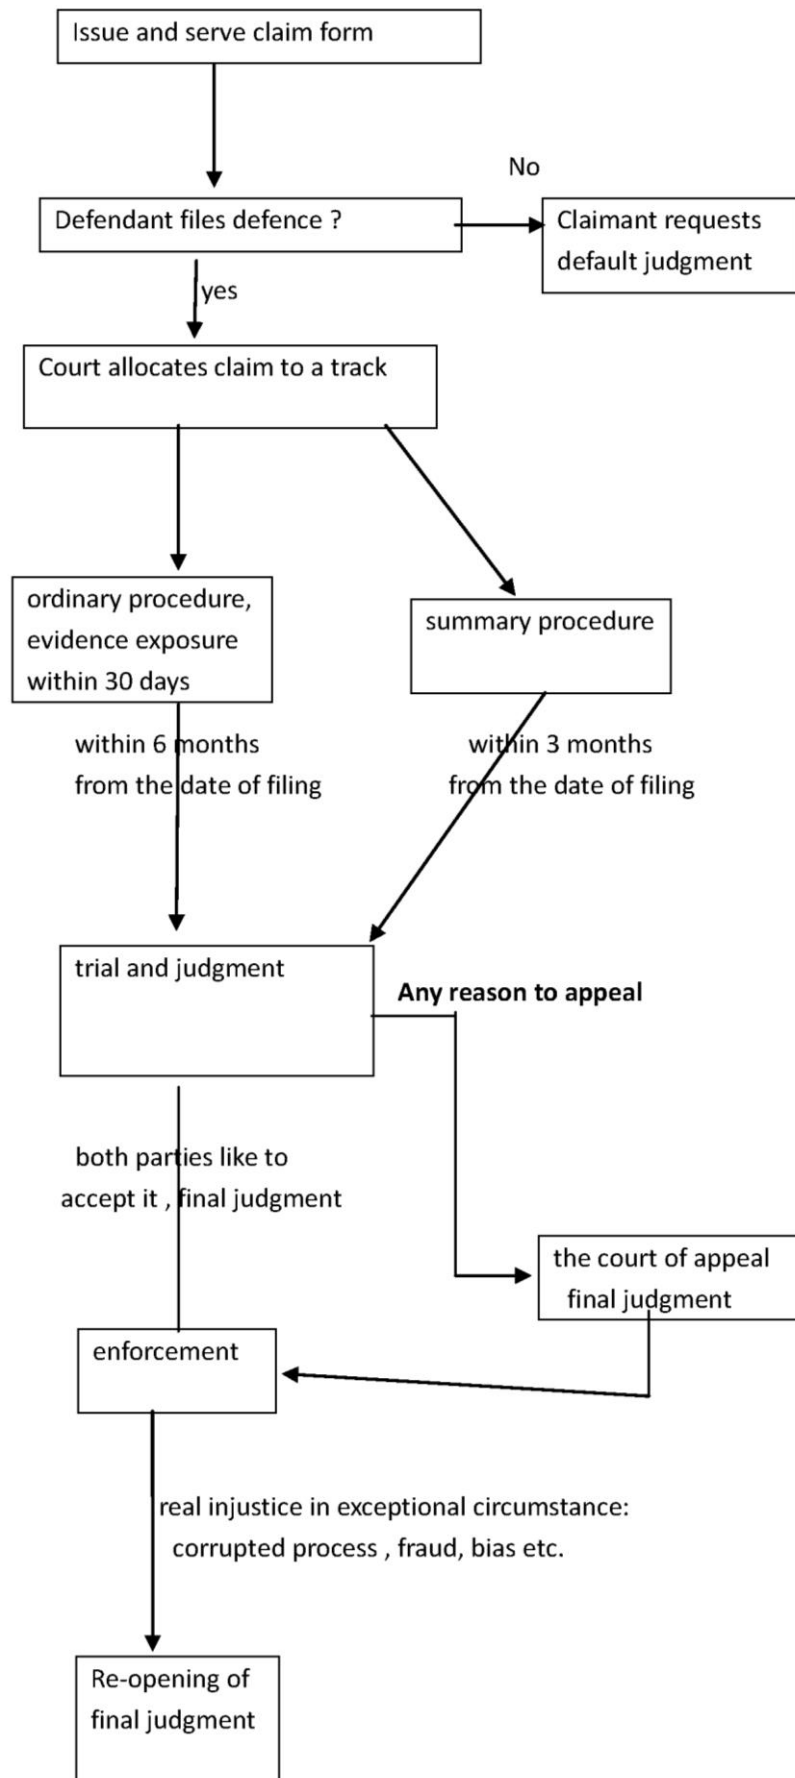 Issue and serve claim form
No
Defendant files defence ?
Claimant requests
default judgment
yes
Court allocates claim to a track
ordinary procedure,
evidence exposure
within 30 days
summary procedure
within 6 months
from the date of filing
within 3 months
from the date of filing
trial and judgment
Any reason to appeal
both parties like to
accept it , final judgment
the court of appeal
final judgment
enforcement
real injustice in exceptional circumstance:
corrupted process , fraud, bias etc.
Re-opening of
final judgment